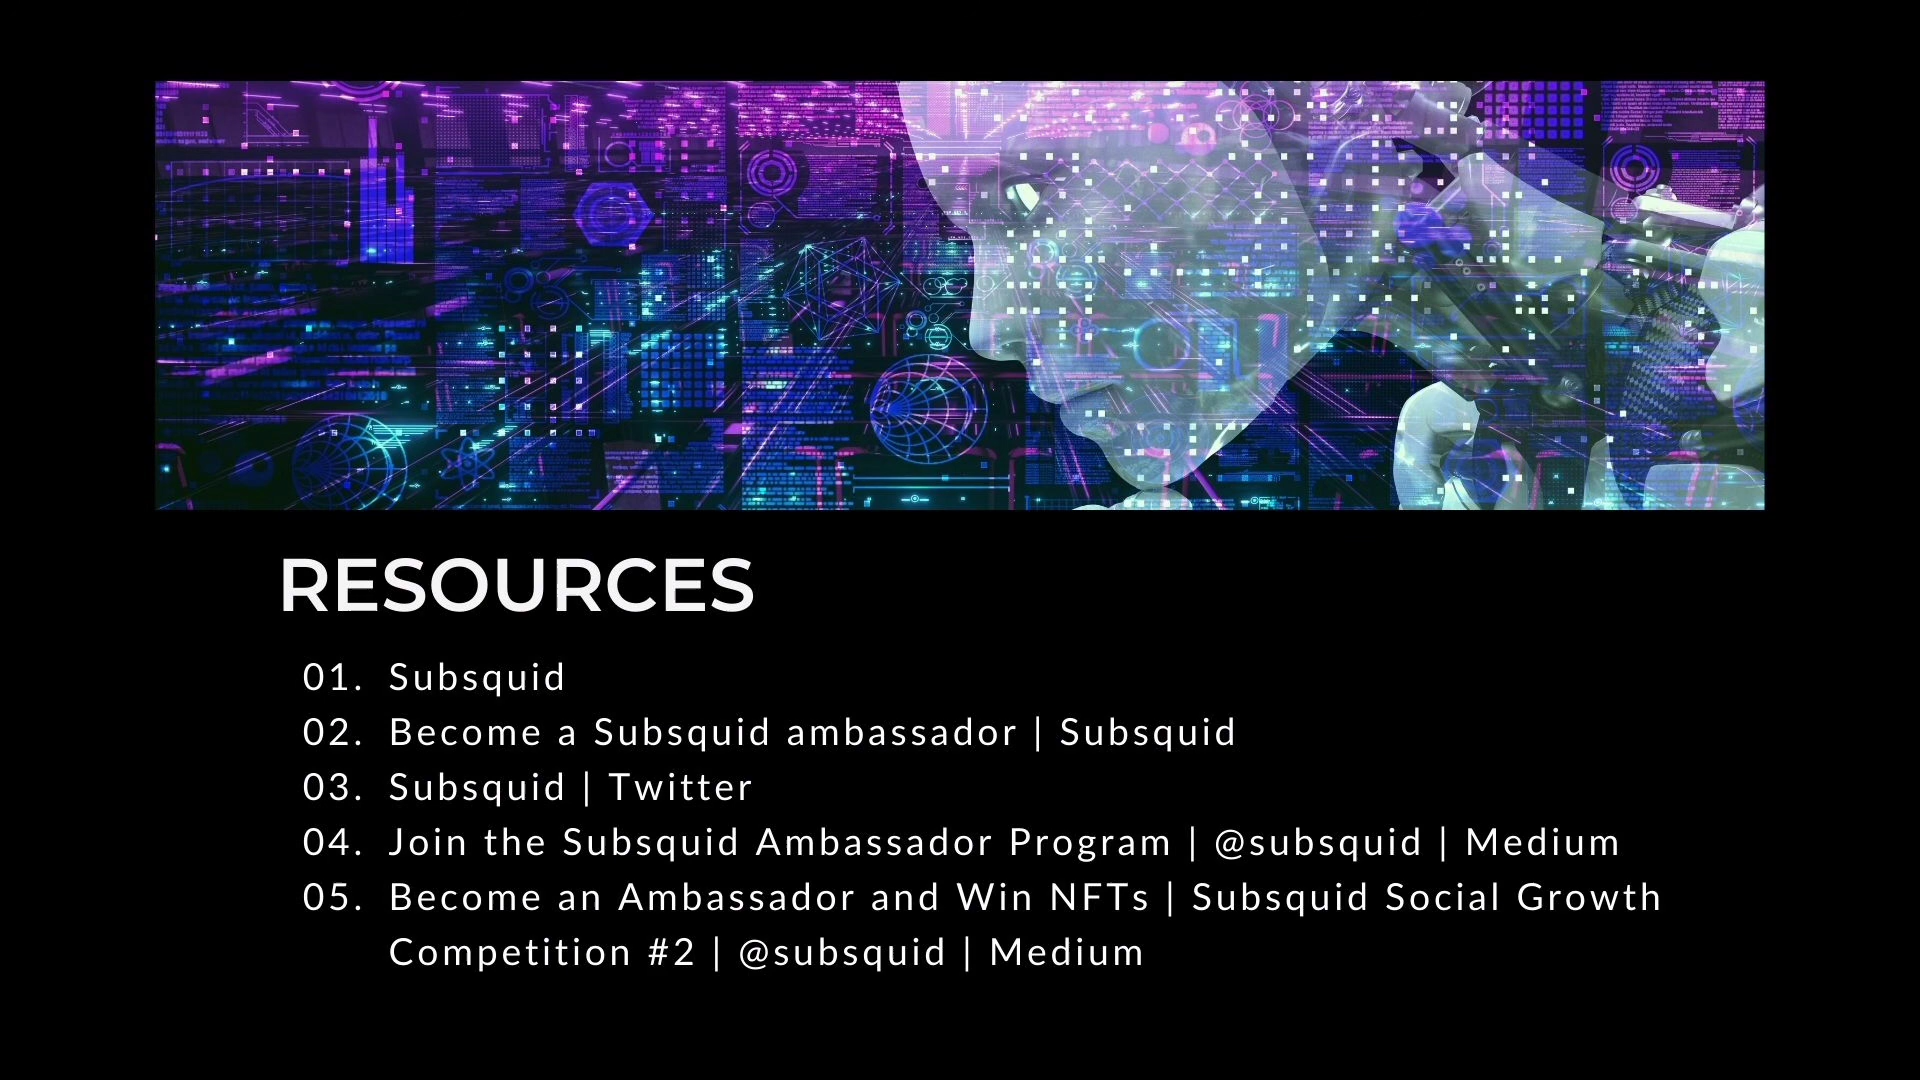 RESOURCES
01. Subsquid
02. Become a Subsquid ambassador | Subsquid
03. Subsquid | Twitter
04. Join the Subsquid Ambassador Program | @subsquid | Medium
05. Become an Ambassador and Win NFTs | Subsquid Social Growth
Competition #2 | @subsquid | Medium